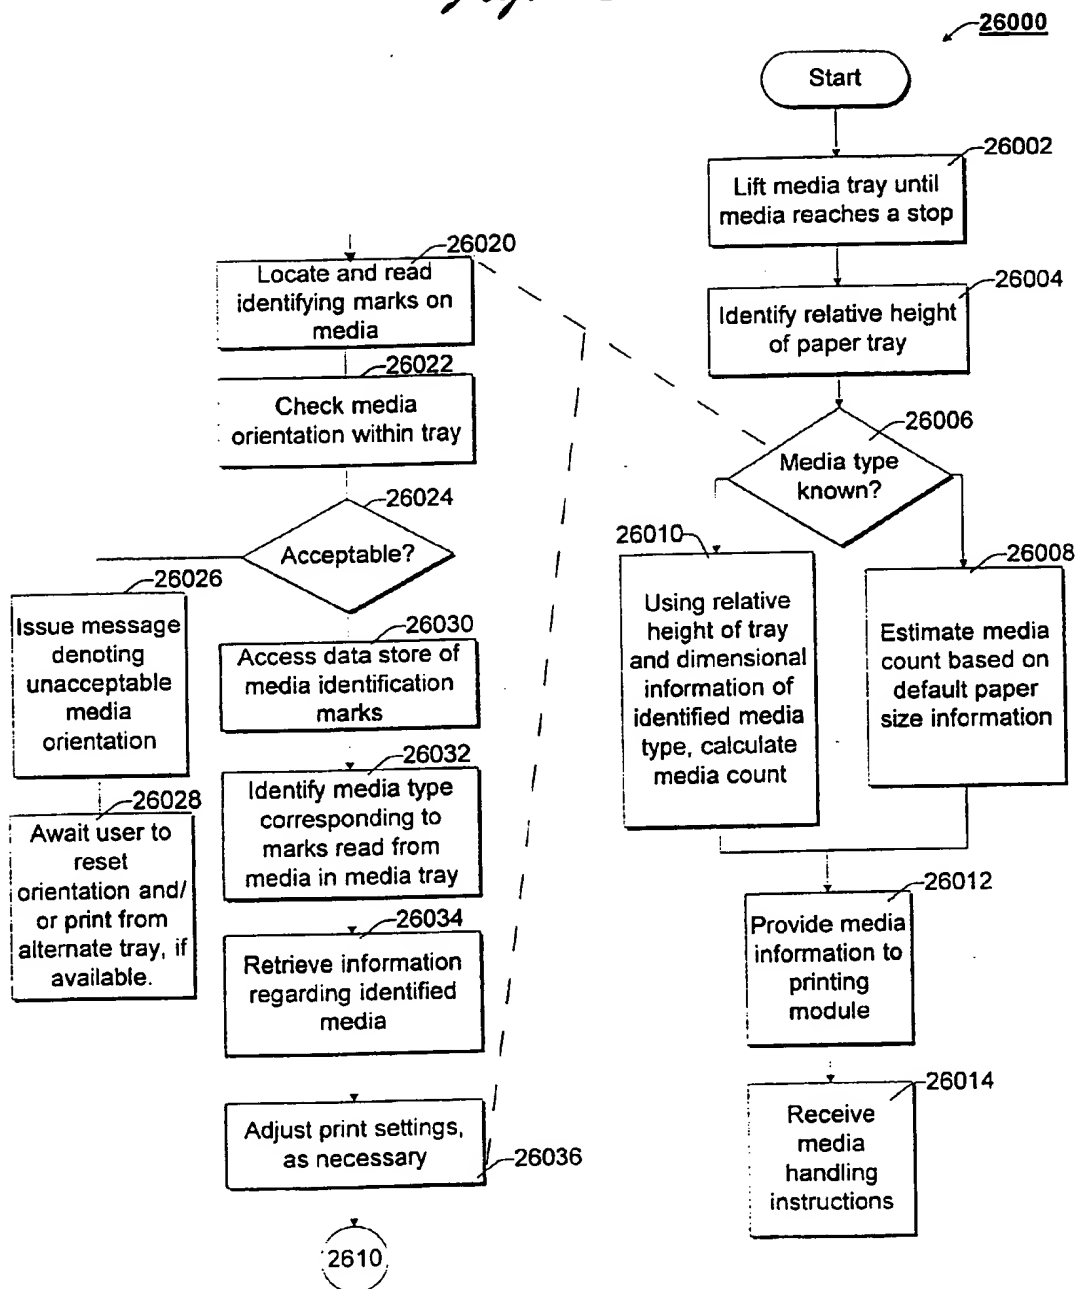 26000
Start
26002
Lift media tray until
media reaches a stop
26004
Identify relative height
of paper tray
26006
Media type
known?
26010
Using relative
height of tray
and dimensional
information of
identified media
type, calculate
media count
26008
Estimate media
count based on
default paper
size information
26012
Provide media
information to
printing
module
26014
Receive
media
handling
instructions
26020
Locate and read
identifying marks on
media
26022
Check media
orientation within tray
26024
Acceptable?
26026
Issue message
denoting
unacceptable
media
orientation
26028
Await user to
reset
orientation and/
or print from
alternate tray, if
available.
26030
Access data store of
media identification
marks
26032
Identify media type
corresponding to
marks read from
media in media tray
26034
Retrieve information
regarding identified
media
Adjust print settings,
as necessary
26036
2610